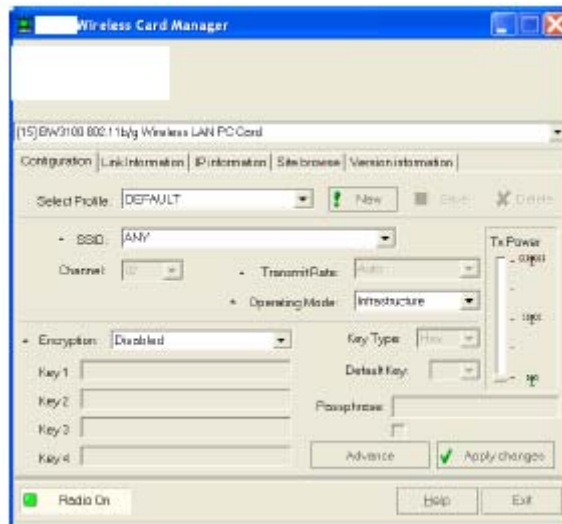 Wireless Card Manager
[15] BW3100 802.11b/g Wireless LAN PC Card
Configuration Link Information IP information Site browse Version information
Select Profile: DEFAULT New Save Delete
SSID: ANY Tx Power
Channel: Transmit Rate: Auto
Operating Mode: Infrastructure
Encryption: Disabled Key Type: Hex
Key 1 Default Key:
Key 2 Passphrase:
Key 3
Key 4 Advance Apply changes
Radio On Help Exit